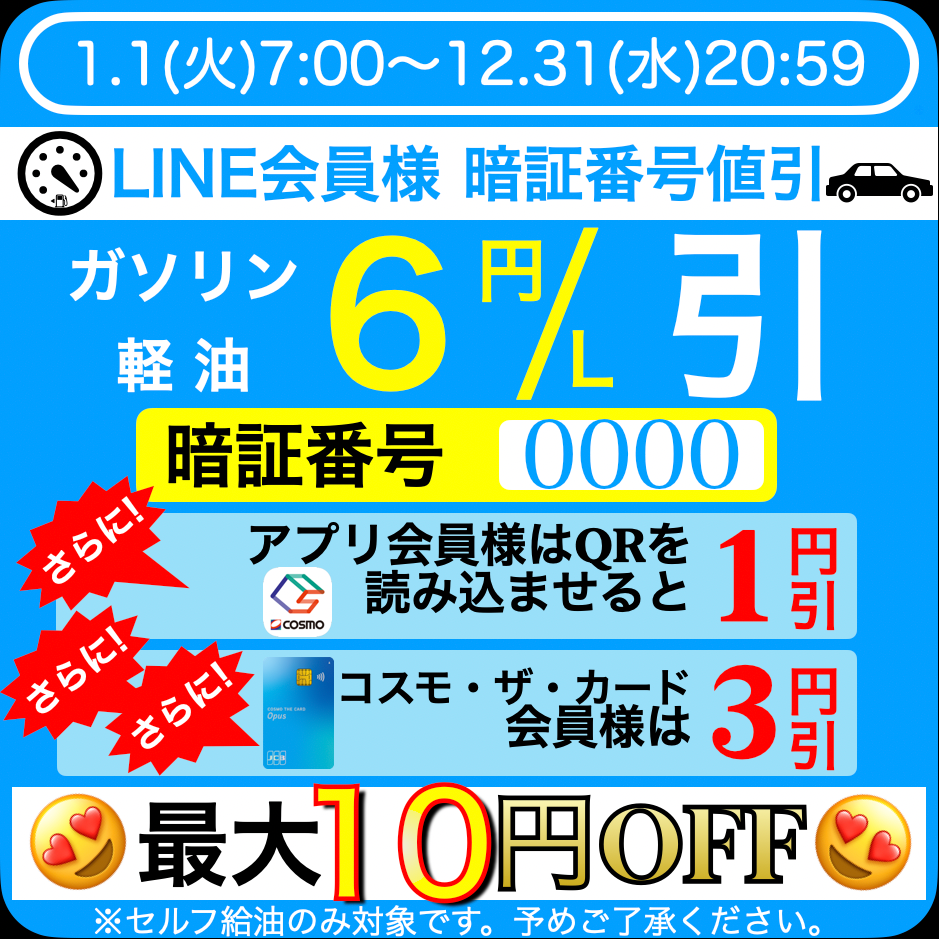 1.1(火)7:00〜12.31(水)20:59
LINE会員様 暗証番号値引
ガソリン
軽 油
6円/L 引
暗証番号 0000
さらに!
アプリ会員様はQRを
読み込ませると
1円引
COSMO
さらに!
さらに!
COSMO THE CARD
Opus
JCB
コスモ・ザ・カード
会員様は
3円引
最大10円OFF
※セルフ給油のみ対象です。予めご了承ください。